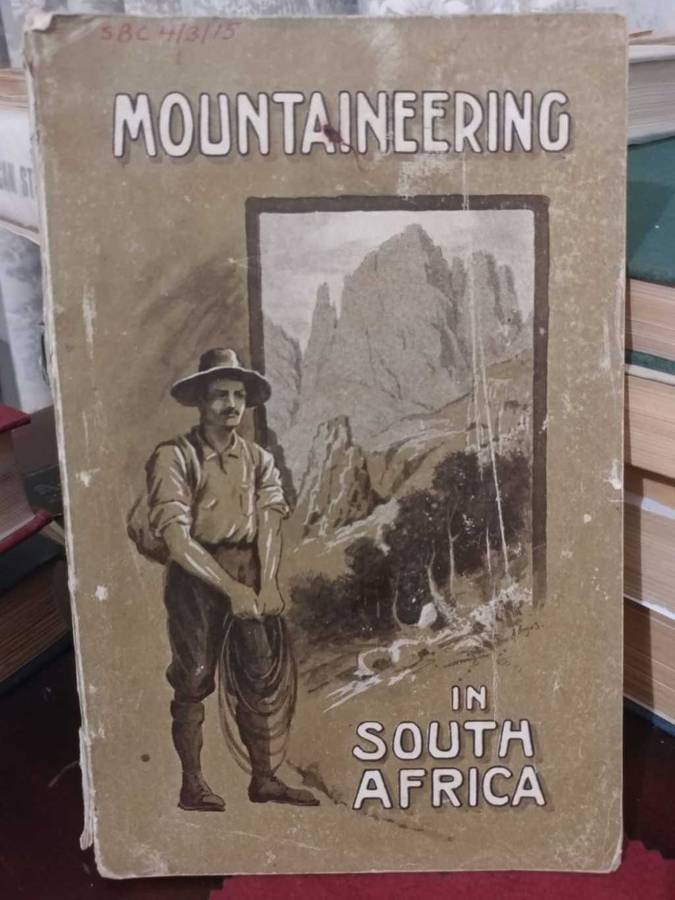 SBC 4/3/15
MOUNTAINEERING
IN
SOUTH
AFRICA